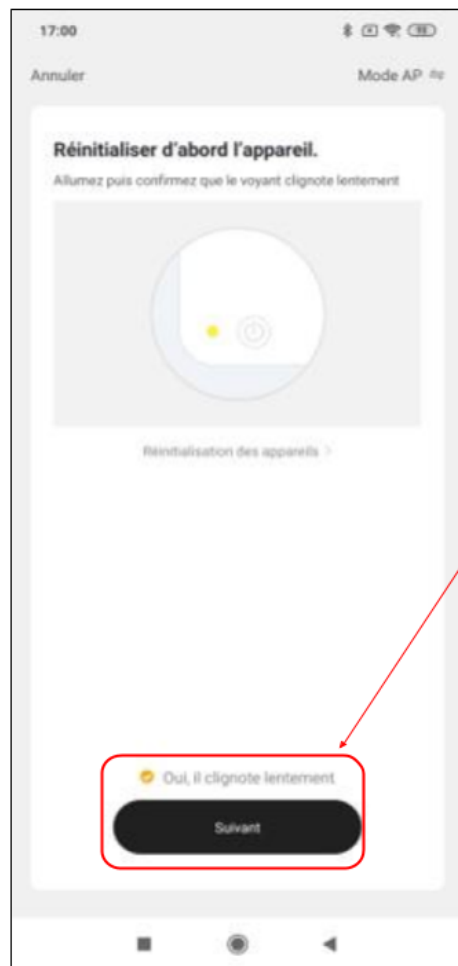 17:00
Annuler
Mode AP
Réinitialiser d'abord l'appareil.
Allumez puis confirmez que le voyant clignote lentement
Réinitialisation des appareils >
Oui, il clignote lentement
Suivant